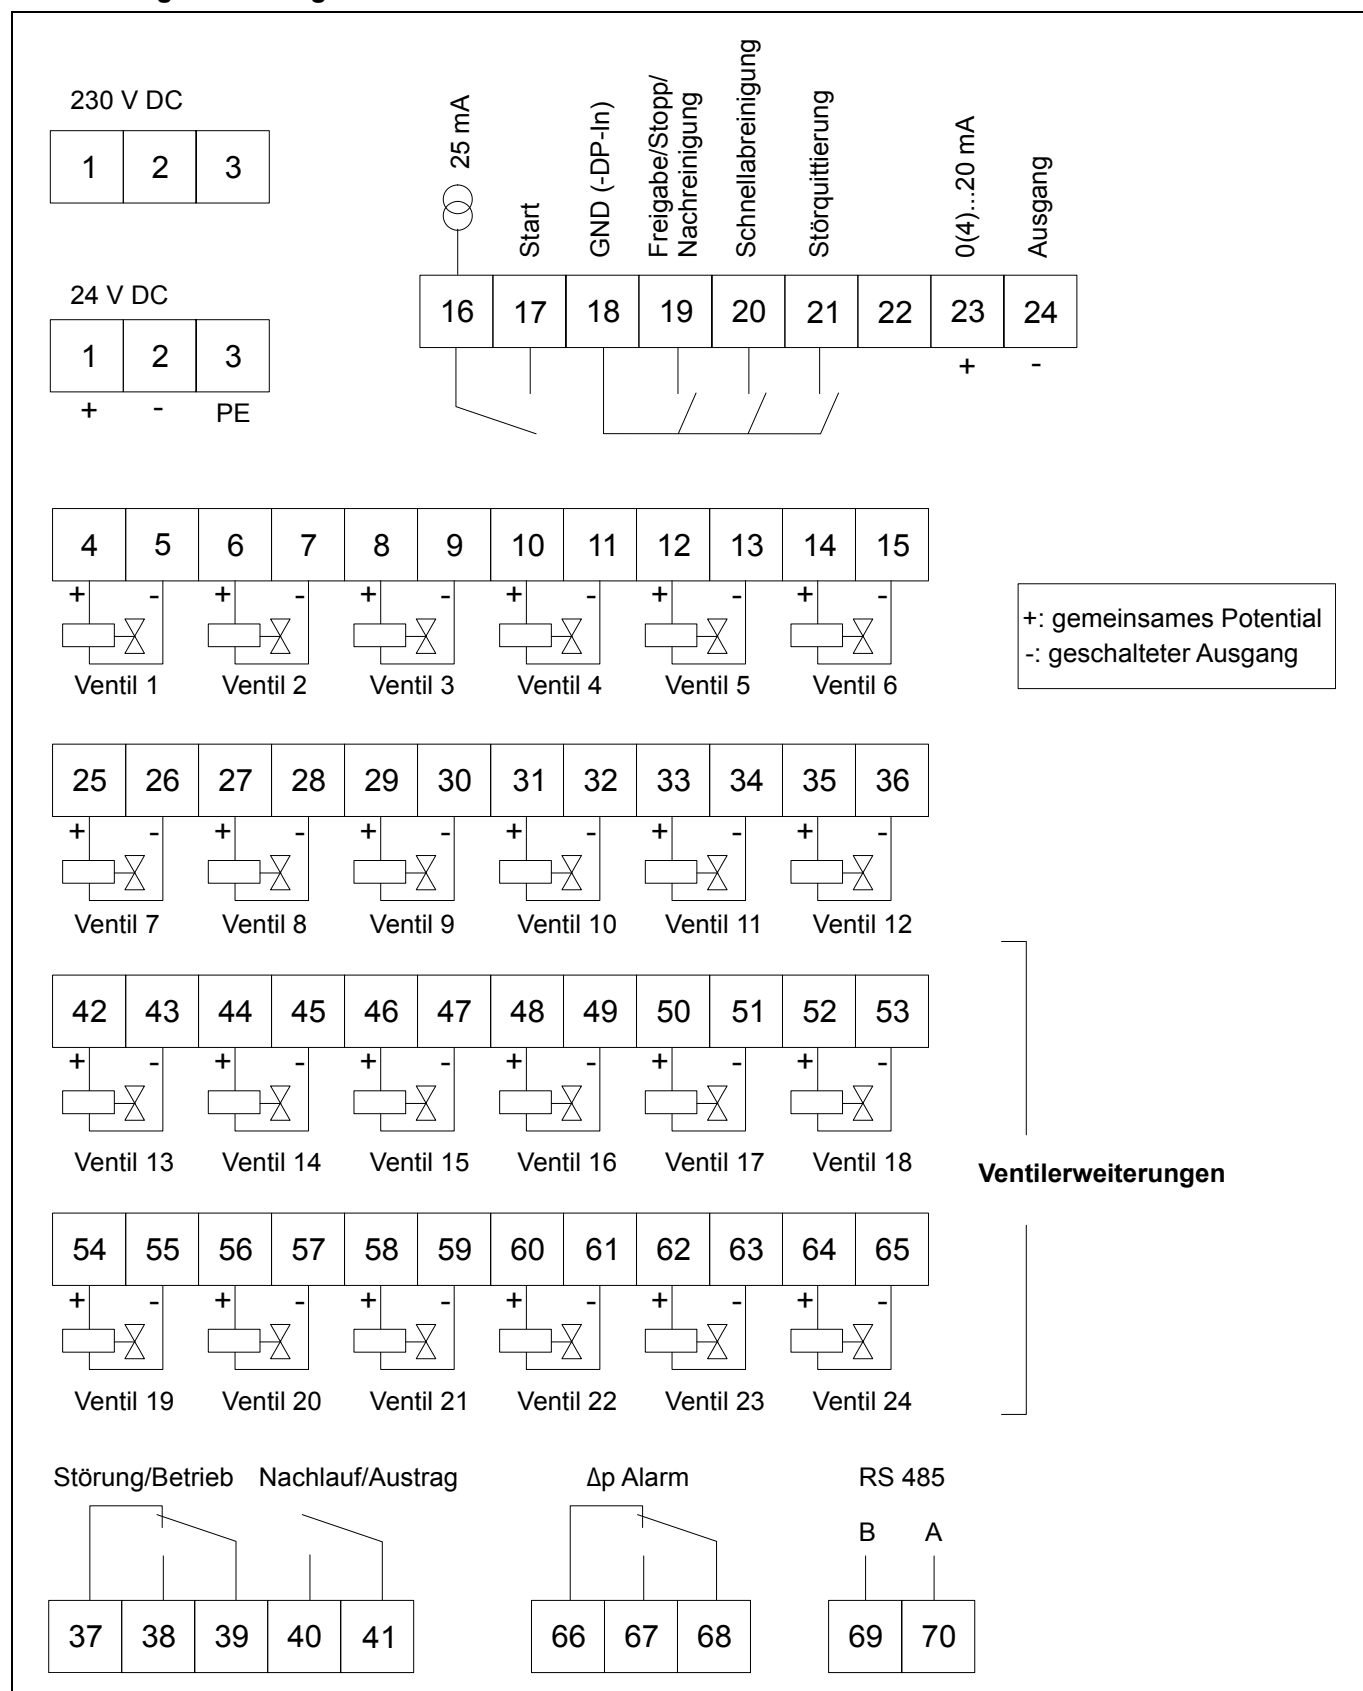 230 V DC
1 2 3
24 V DC
1 2 3
+ - PE
25 mA
Start
GND (-DP-In)
Freigabe/Stopp/
Nachreinigung
Schnellabreinigung
Störquittierung
0(4)...20 mA
Ausgang
16 17 18 19 20 21 22 23 24
+ -
4 5 6 7 8 9 10 11 12 13 14 15
+ - + - + - + - + - + -
Ventil 1 Ventil 2 Ventil 3 Ventil 4 Ventil 5 Ventil 6
+: gemeinsames Potential
-: geschalteter Ausgang
25 26 27 28 29 30 31 32 33 34 35 36
+ - + - + - + - + - + -
Ventil 7 Ventil 8 Ventil 9 Ventil 10 Ventil 11 Ventil 12
42 43 44 45 46 47 48 49 50 51 52 53
+ - + - + - + - + - + -
Ventil 13 Ventil 14 Ventil 15 Ventil 16 Ventil 17 Ventil 18
Ventilerweiterungen
54 55 56 57 58 59 60 61 62 63 64 65
+ - + - + - + - + - + -
Ventil 19 Ventil 20 Ventil 21 Ventil 22 Ventil 23 Ventil 24
Störung/Betrieb Nachlauf/Austrag Δp Alarm RS 485
B A
37 38 39 40 41 66 67 68 69 70